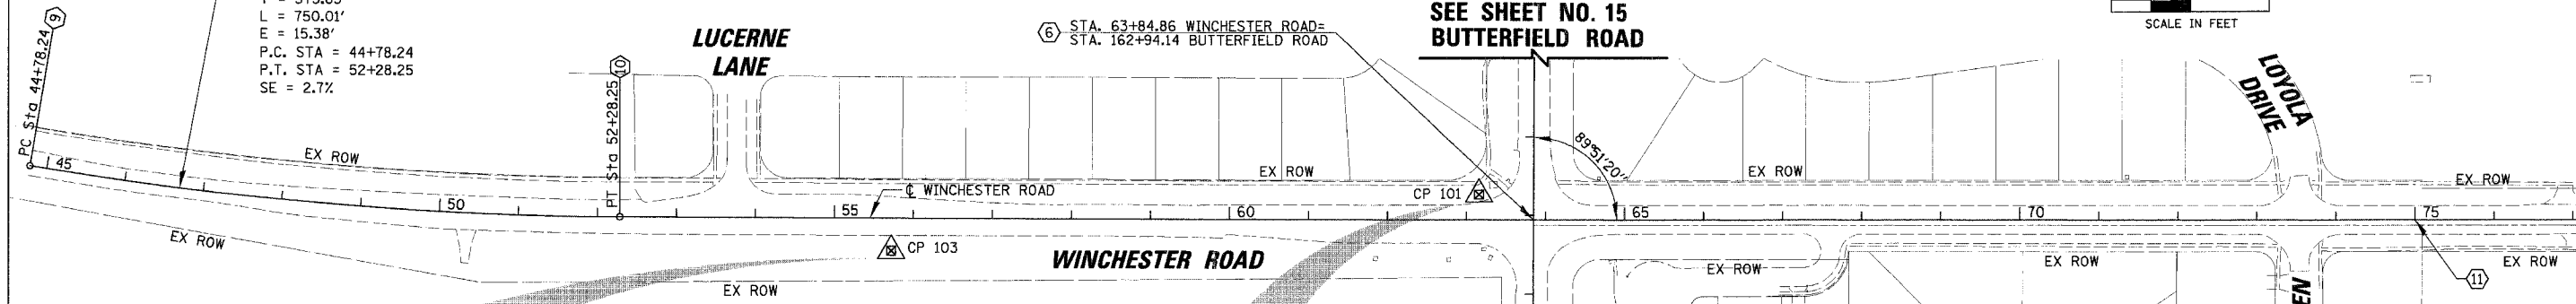 L = 750.01'
E = 15.38'
P.C. STA = 44+78.24
P.T. STA = 52+28.25
SE = 2.7%
9
PC Sta 44+78.24
10
PT Sta 52+28.25
LUCERNE
LANE
6
STA. 63+84.86 WINCHESTER ROAD=
STA. 162+94.14 BUTTERFIELD ROAD
SEE SHEET NO. 15
BUTTERFIELD ROAD
SCALE IN FEET
LOYOLA
DRIVE
89°51'20"
EX ROW
EX ROW
EX ROW
EX ROW
CP 101
℄ WINCHESTER ROAD
45
50
55
60
65
70
75
EX ROW
CP 103
WINCHESTER ROAD
EX ROW
EX ROW
EX ROW
EX ROW
11
EN